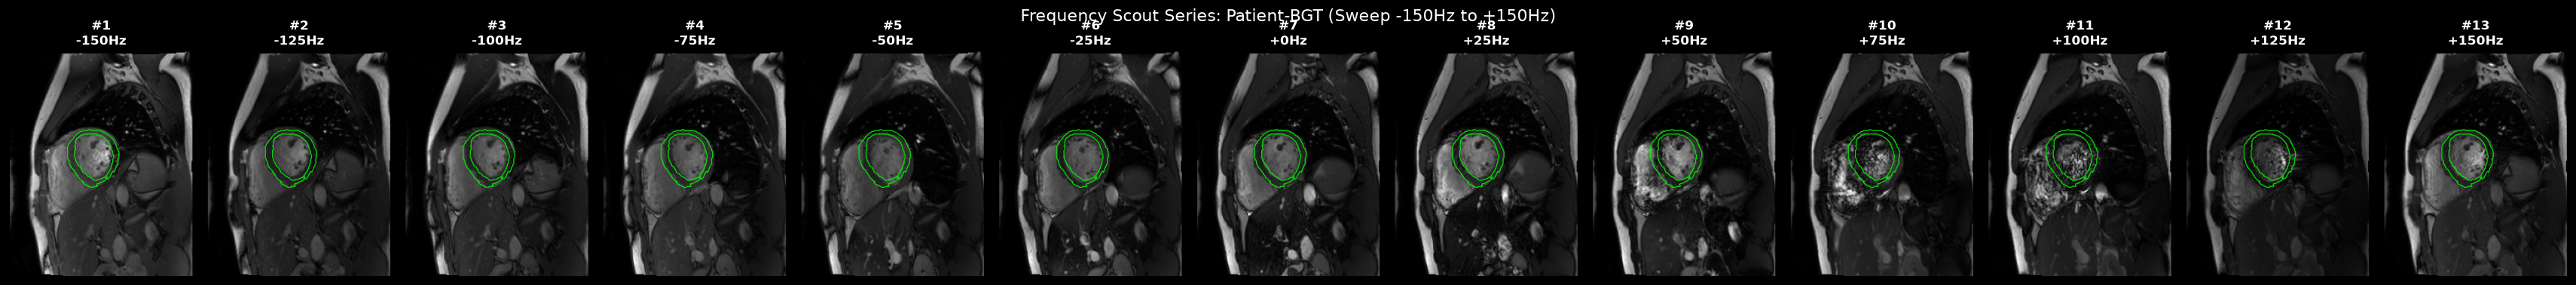 Frequency Scout Series: Patient-BGT (Sweep -150Hz to +150Hz)
#1
-150Hz
#2
-125Hz
#3
-100Hz
#4
-75Hz
#5
-50Hz
#6
-25Hz
#7
+0Hz
#8
+25Hz
#9
+50Hz
#10
+75Hz
#11
+100Hz
#12
+125Hz
#13
+150Hz